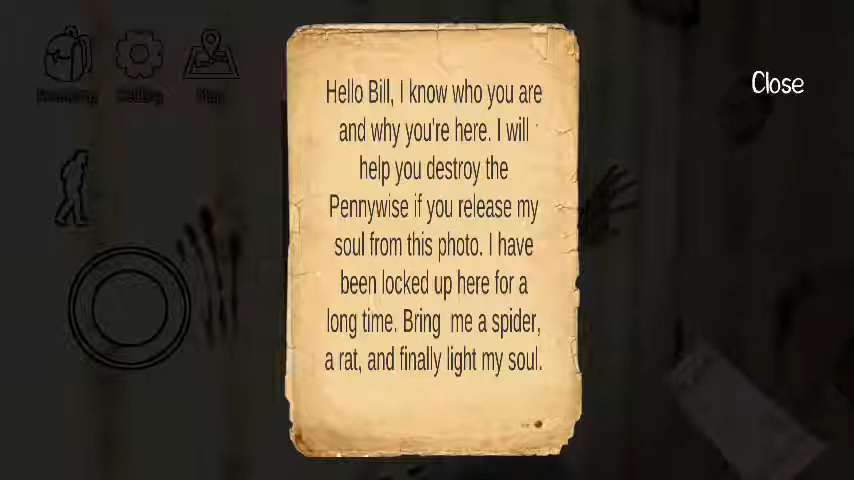 Hello Bill, I know who you are
and why you're here. I will
help you destroy the
Pennywise if you release my
soul from this photo. I have
been locked up here for a
long time. Bring me a spider,
a rat, and finally light my soul.
Close